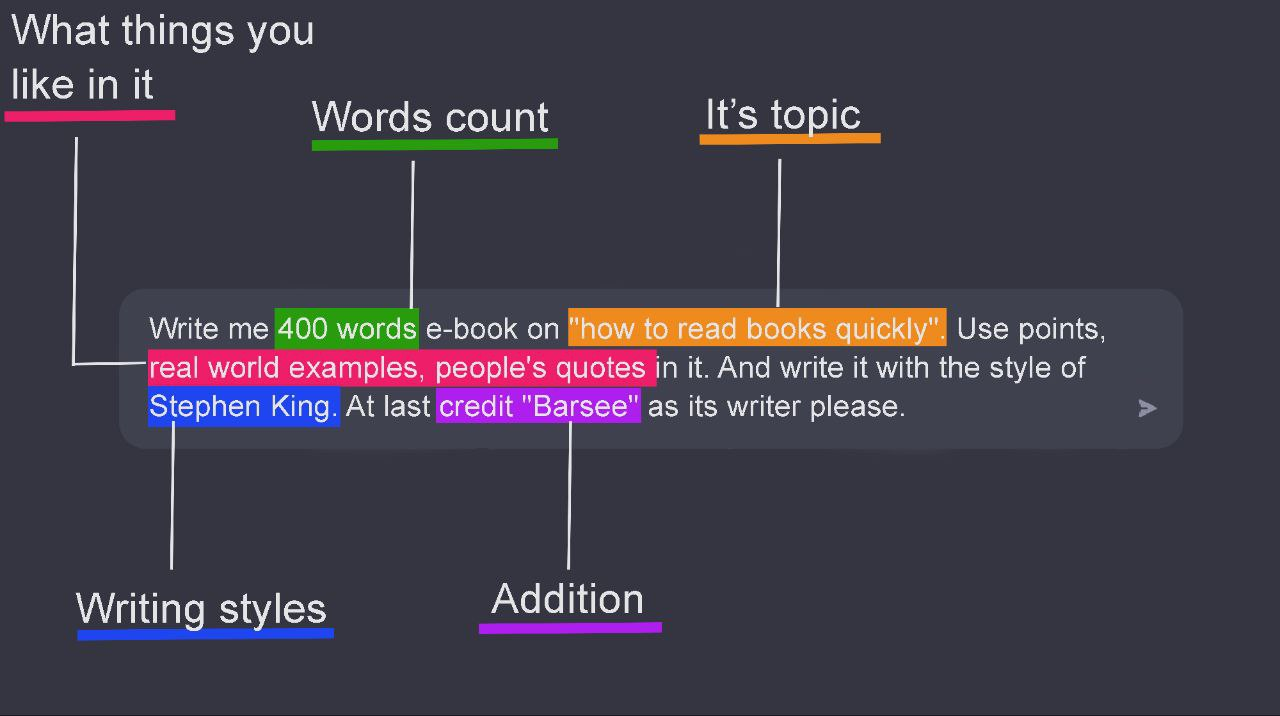 What things you
like in it
Words count
It’s topic
Write me 400 words e-book on "how to read books quickly". Use points,
real world examples, people's quotes in it. And write it with the style of
Stephen King. At last credit "Barsee" as its writer please.
Writing styles
Addition